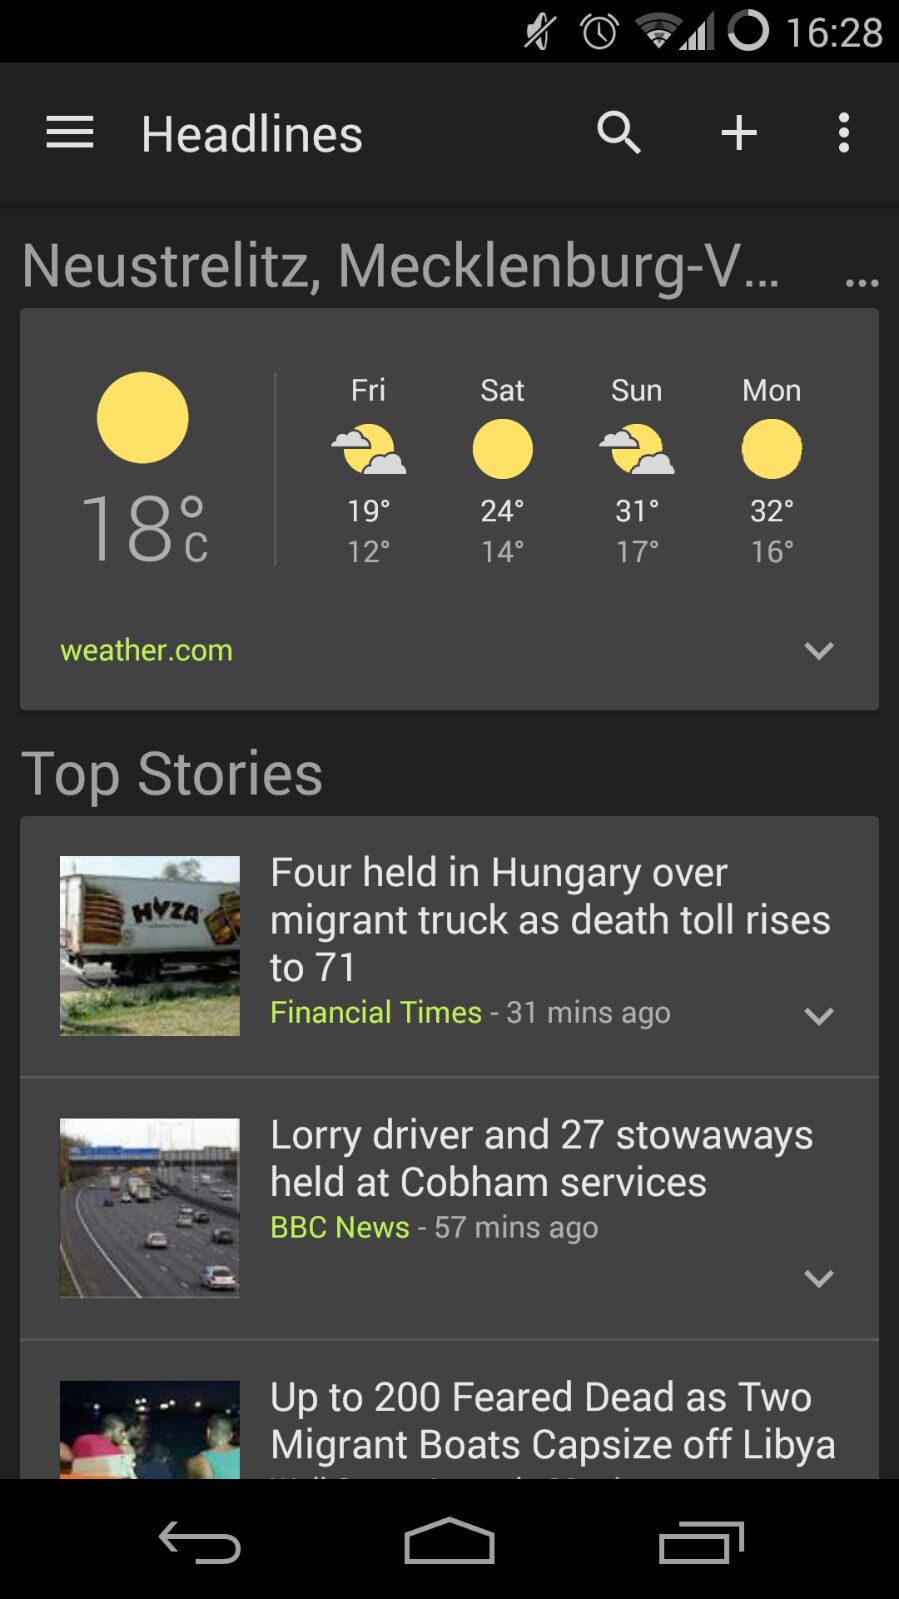 16:28
Headlines
Neustrelitz, Mecklenburg-V... ...
Fri Sat Sun Mon
18°C
19° 24° 31° 32°
12° 14° 17° 16°
weather.com
Top Stories
HYZA
Four held in Hungary over
migrant truck as death toll rises
to 71
Financial Times - 31 mins ago
Lorry driver and 27 stowaways
held at Cobham services
BBC News - 57 mins ago
Up to 200 Feared Dead as Two
Migrant Boats Capsize off Libya